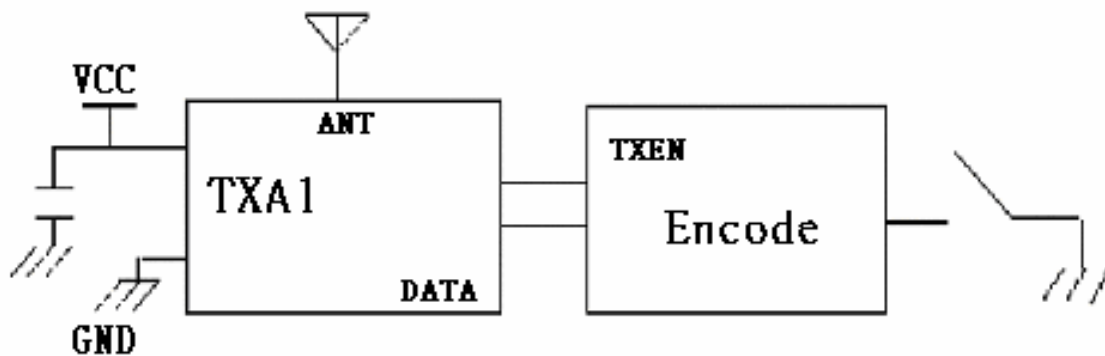 VCC
ANT
TXEN
TXA1
Encode
DATA
GND